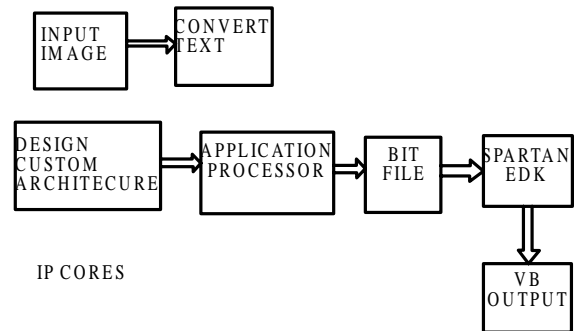 INPUT
IMAGE
CONVERT
TEXT
DESIGN
CUSTOM
ARCHITECURE
APPLICATION
PROCESSOR
BIT
FILE
SPARTAN
EDK
IP CORES
VB
OUTPUT